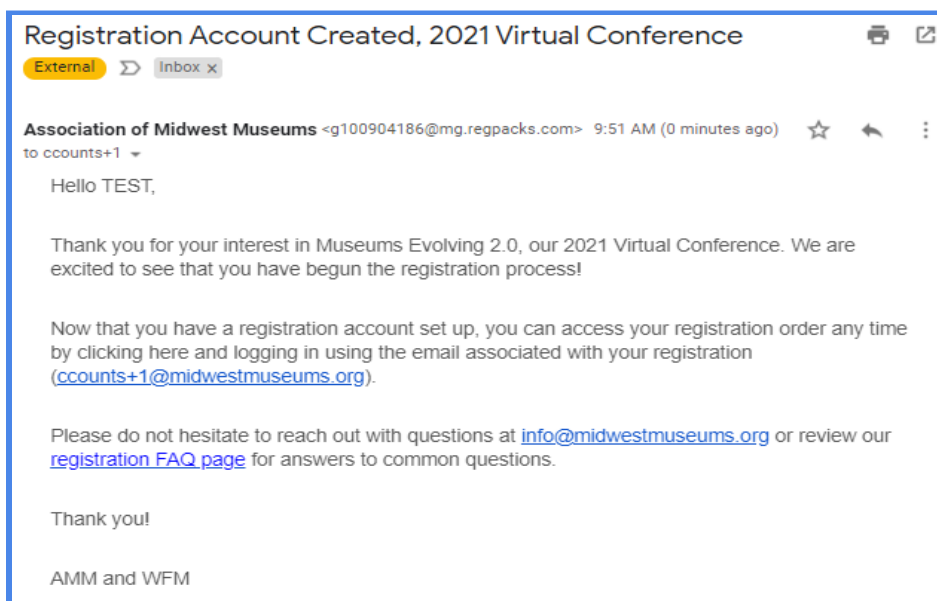 Registration Account Created, 2021 Virtual Conference
External Inbox x
Association of Midwest Museums <g100904186@mg.regpacks.com> 9:51 AM (0 minutes ago)
to ccounts+1
Hello TEST,
Thank you for your interest in Museums Evolving 2.0, our 2021 Virtual Conference. We are
excited to see that you have begun the registration process!
Now that you have a registration account set up, you can access your registration order any time
by clicking here and logging in using the email associated with your registration
(ccounts+1@midwestmuseums.org).
Please do not hesitate to reach out with questions at info@midwestmuseums.org or review our
registration FAQ page for answers to common questions.
Thank you!
AMM and WFM